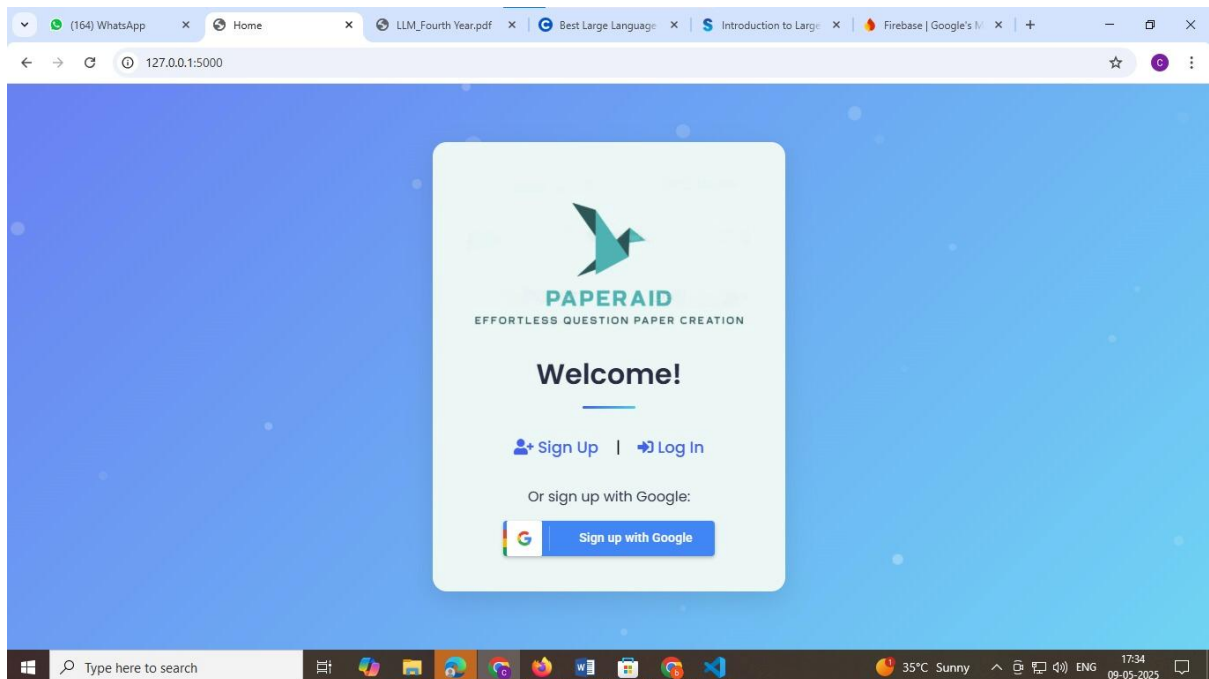 (164) WhatsApp
Home
LLM_Fourth Year.pdf
Best Large Language
Introduction to Large
Firebase | Google's M
127.0.0.1:5000
C
PAPERAID
EFFORTLESS QUESTION PAPER CREATION
Welcome!
Sign Up | Log In
Or sign up with Google:
G Sign up with Google
Type here to search
35°C Sunny
ENG
17:34
09-05-2025